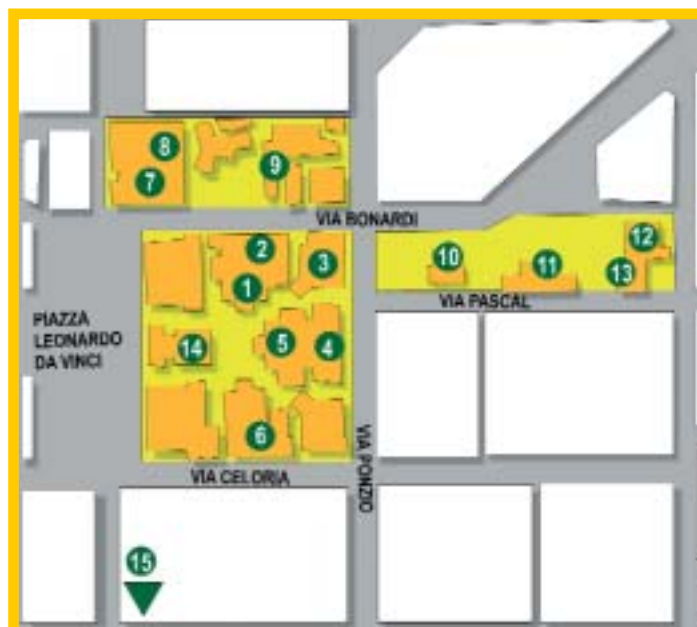 8
7
9
VIA BONARDI
2
3
1
10
11
12
13
VIA PASCAL
PIAZZA
LEONARDO
DA VINCI
14
5
4
6
VIA PONZIO
VIA CELORIA
15